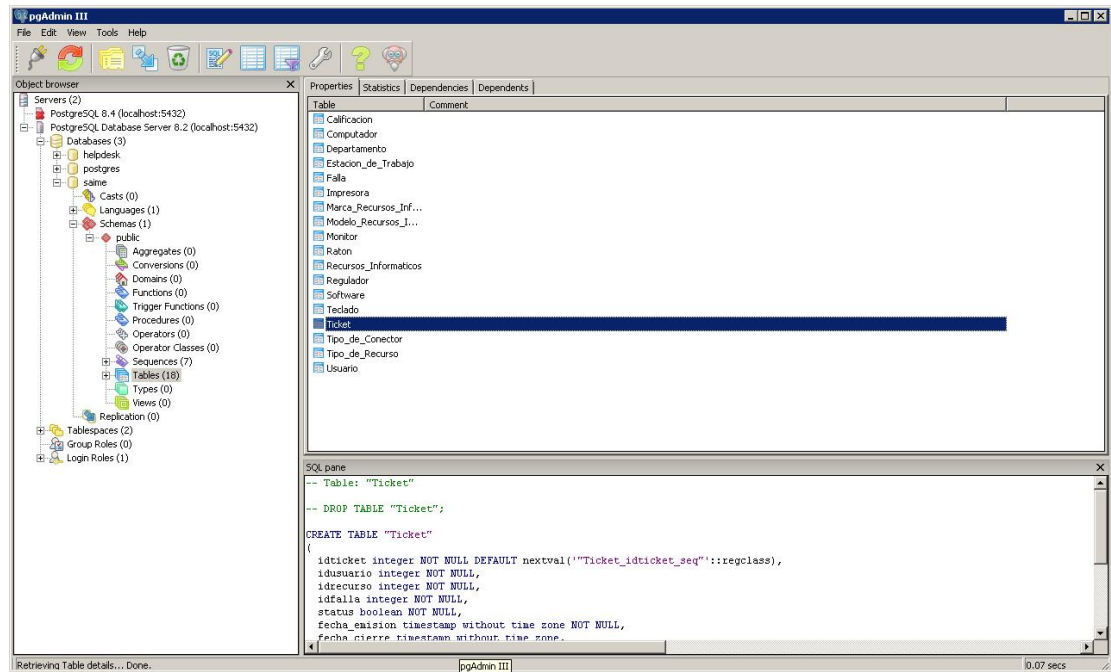 pgAdmin III
File Edit View Tools Help
Object browser
Servers (2)
PostgreSQL 8.4 (localhost:5432)
PostgreSQL Database Server 8.2 (localhost:5432)
Databases (3)
helpdesk
postgres
saime
Casts (0)
Languages (1)
Schemas (1)
public
Aggregates (0)
Conversions (0)
Domains (0)
Functions (0)
Trigger Functions (0)
Procedures (0)
Operators (0)
Operator Classes (0)
Sequences (7)
Tables (18)
Types (0)
Views (0)
Replication (0)
Tablespaces (2)
Group Roles (0)
Login Roles (1)
Properties Statistics Dependencies Dependents
Table Comment
Calificacion
Computador
Departamento
Estacion_de_Trabajo
Falla
Impresora
Marca_Recursos_Inf...
Modelo_Recursos_I...
Monitor
Raton
Recursos_Informaticos
Regulador
Software
Teclado
Ticket
Tipo_de_Conector
Tipo_de_Recurso
Usuario
SQL pane
-- Table: "Ticket"
-- DROP TABLE "Ticket";
CREATE TABLE "Ticket"
(
idticket integer NOT NULL DEFAULT nextval('"Ticket_idticket_seq"'::regclass),
idusuario integer NOT NULL,
idrecurso integer NOT NULL,
idfalla integer NOT NULL,
status boolean NOT NULL,
fecha_emision timestamp without time zone NOT NULL,
fecha_cierre timestamp without time zone,
Retrieving Table details... Done.
pgAdmin III
0.07 secs